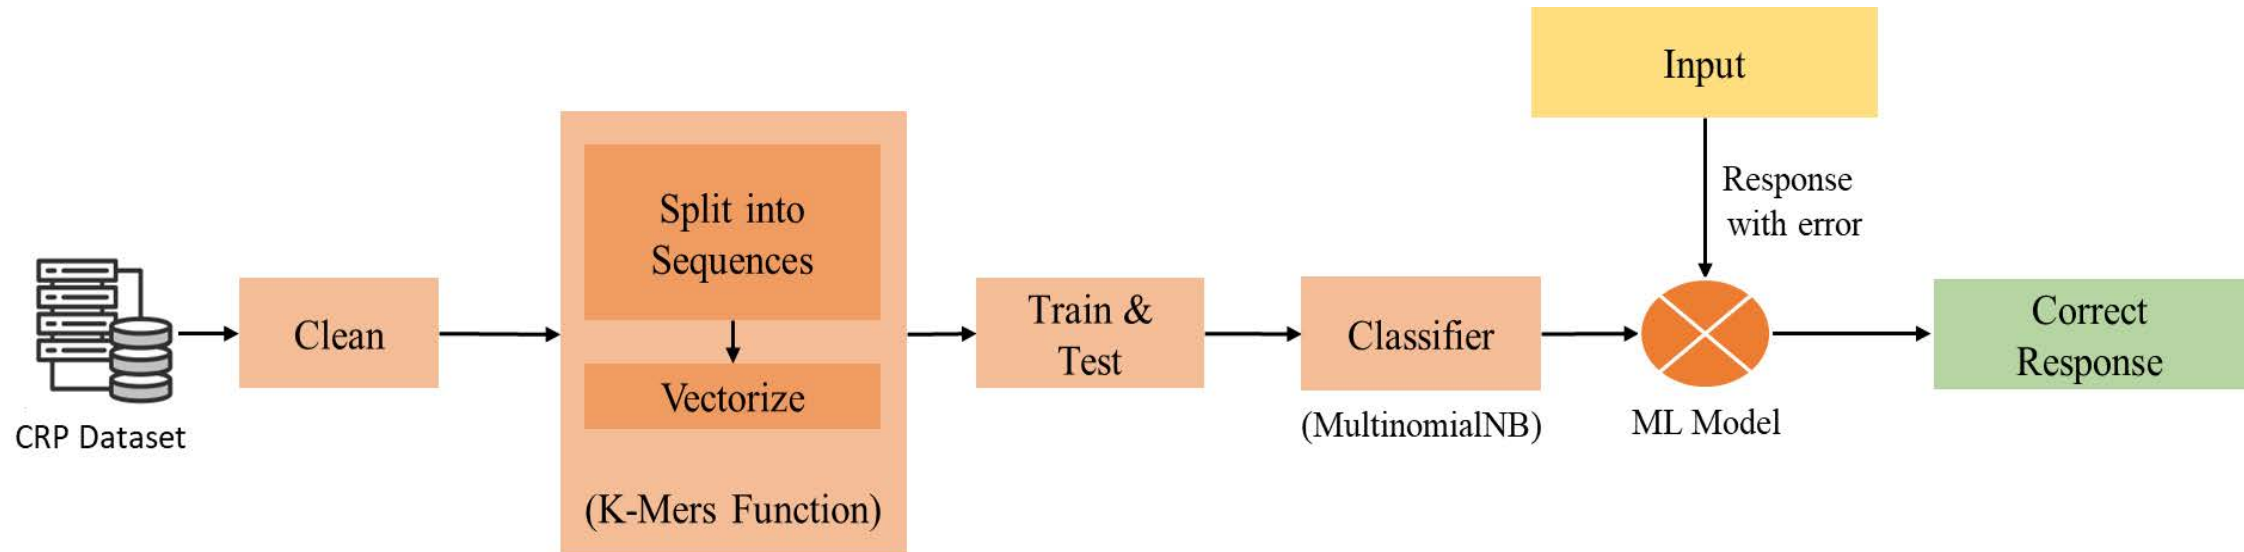 CRP Dataset
Clean
Split into
Sequences
Vectorize
(K-Mers Function)
Train &
Test
Classifier
(MultinomialNB)
Input
Response
with error
ML Model
Correct
Response